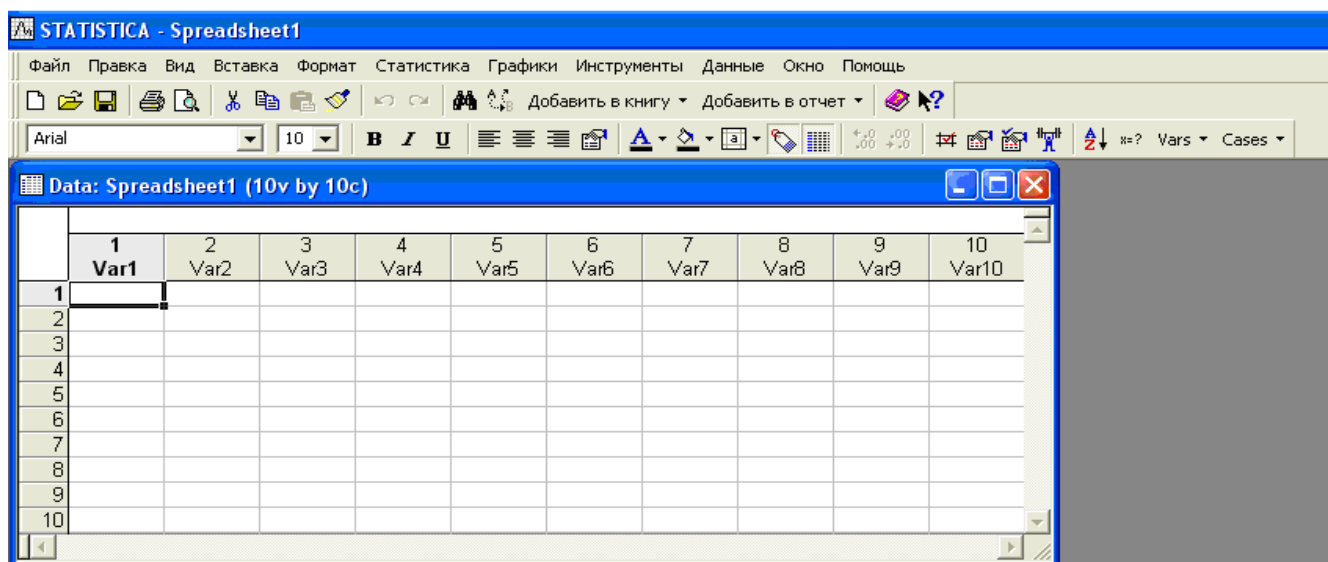 STATISTICA - Spreadsheet1
Файл Правка Вид Вставка Формат Статистика Графики Инструменты Данные Окно Помощь
Добавить в книгу Добавить в отчет
Arial 10 B I U x=? Vars Cases
Data: Spreadsheet1 (10v by 10c)
1 2 3 4 5 6 7 8 9 10
Var1 Var2 Var3 Var4 Var5 Var6 Var7 Var8 Var9 Var10
1
2
3
4
5
6
7
8
9
10